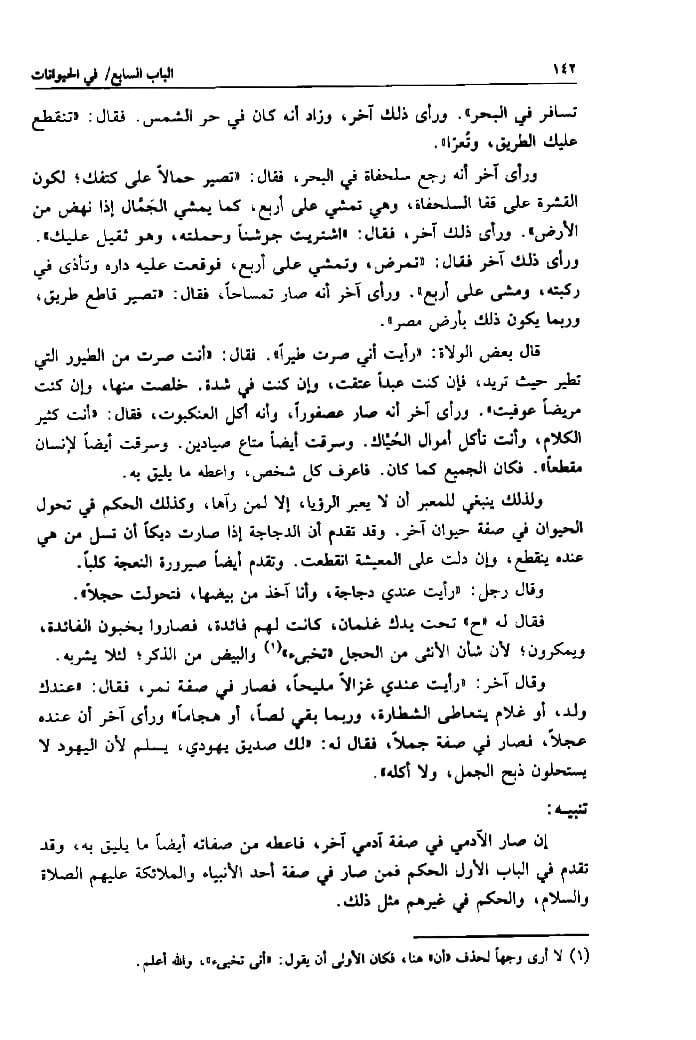 ١٤٢ الباب السابع/ في الحيوانات
تسافر في البحر». ورأى ذلك آخر، وزاد أنه كان في حر الشمس. فقال: «تنقطع
عليك الطريق، وتُعرّا».
ورأى آخر أنه رجع سلحفاة في البحر، فقال: «تصير حمالاً على كتفك؛ لكون
القشرة على قفا السلحفاة، وهي تمشي على أربع، كما يمشي الجَمَّال إذا نهض من
الأرض». ورأى ذلك آخر، فقال: «اشتريت جوشناً وحملته، وهو ثقيل عليك».
ورأى ذلك آخر فقال: «تمرض، وتمشي على أربع، فوقعت عليه داره وتأذى في
ركبته، ومشى على أربع». ورأى آخر أنه صار تمساحاً، فقال: «تصير قاطع طريق،
وربما يكون ذلك بأرض مصر».
قال بعض الولاة: «رأيت أني صرت طيراً». فقال: «أنت صرت من الطيور التي
تطير حيث تريد، فإن كنت عبداً عتقت، وإن كنت في شدة. خلصت منها، وإن كنت
مريضاً عوفيت». ورأى آخر أنه صار عصفوراً، وأنه أكل العنكبوت، فقال: «أنت كثير
الكلام، وأنت تأكل أموال الحُيَّاك. وسرقت أيضاً متاع صيادين. وسرقت أيضاً لإنسان
مقطعاً». فكان الجميع كما كان. فاعرف كل شخص، واعطه ما يليق به.
ولذلك ينبغي للمعبر أن لا يعبر الرؤيا، إلا لمن رآها، وكذلك الحكم في تحول
الحيوان في صفة حيوان آخر. وقد تقدم أن الدجاجة إذا صارت ديكاً أن تسل من هي
عنده ينقطع، وإن دلت على المعيشة انقطعت. وتقدم أيضاً صيرورة النعجة كلباً.
وقال رجل: «رأيت عندي دجاجة، وأنا آخذ من بيضها، فتحولت حجلاً».
فقال له «ح» تحت يدك غلمان، كانت لهم فائدة، فصاروا يخبون الفائدة،
ويمكرون؛ لأن شأن الأنثى من الحجل «تخبىء»(١) والبيض من الذكر؛ لئلا يشربه.
وقال آخر: «رأيت عندي غزالاً مليحاً، فصار في صفة نمر، فقال: «عندك
ولد، أو غلام يتعاطى الشطارة، وربما بقي لصاً، أو هجاماً» ورأى آخر أن عنده
عجلاً، فصار في صفة جملاً، فقال له: «لك صديق يهودي، يسلم لأن اليهود لا
يستحلون ذبح الجمل، ولا أكله».
تنبيه:
إن صار الآدمي في صفة آدمي آخر، فاعطه من صفاته أيضاً ما يليق به، وقد
تقدم في الباب الأول الحكم فمن صار في صفة أحد الأنبياء والملائكة عليهم الصلاة
والسلام، والحكم في غيرهم مثل ذلك.
(١) لا أرى وجهاً لحذف «أن» هنا، فكان الأولى أن يقول: «أنى تخبىء»، والله أعلم.